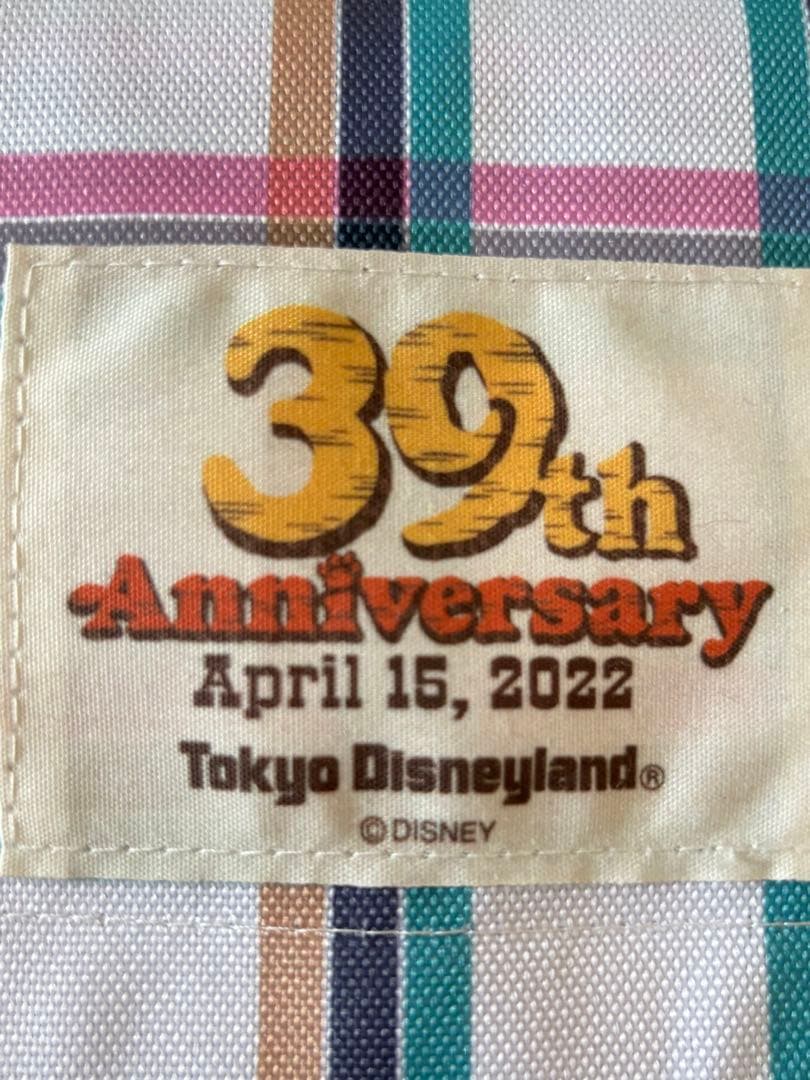 39th
Anniversary
April 15, 2022
Tokyo Disneyland®
©DISNEY